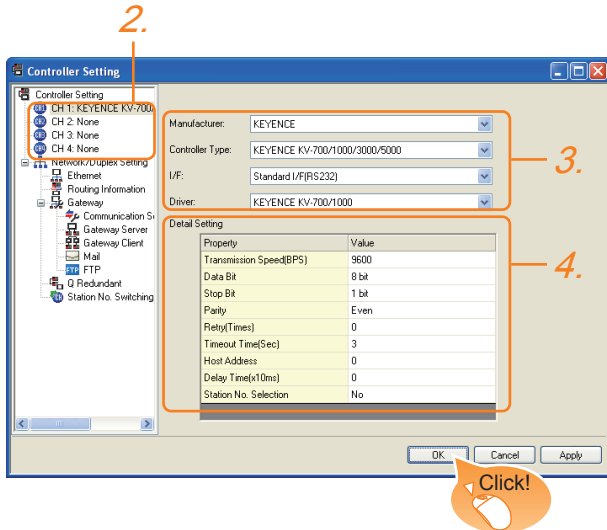 2.
Controller Setting
Controller Setting
CH 1: KEYENCE KV-700/
CH 2: None
CH 3: None
CH 4: None
Network/Duplex Setting
Ethernet
Routing Information
Gateway
Communication Se
Gateway Server
Gateway Client
Mail
FTP FTP
Q Redundant
Station No. Switching
Manufacturer: KEYENCE
Controller Type: KEYENCE KV-700/1000/3000/5000
I/F: Standard I/F(RS232)
Driver: KEYENCE KV-700/1000
3.
Detail Setting
Property Value
Transmission Speed(BPS) 9600
Data Bit 8 bit
Stop Bit 1 bit
Parity Even
Retry(Times) 0
Timeout Time(Sec) 3
Host Address 0
Delay Time(x10ms) 0
Station No. Selection No
4.
OK Cancel Apply
Click!